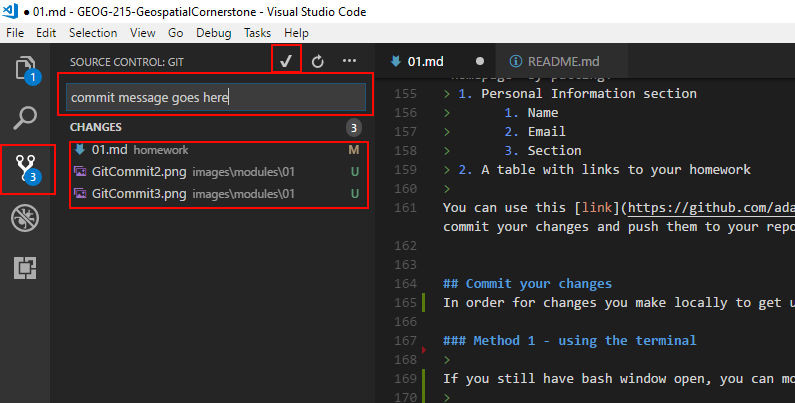 ● 01.md - GEOG-215-GeospatialCornerstone - Visual Studio Code
File Edit Selection View Go Debug Tasks Help
1
3
SOURCE CONTROL: GIT
commit message goes here
CHANGES 3
01.md homework M
GitCommit2.png images\modules\01 U
GitCommit3.png images\modules\01 U
01.md ● README.md
155 > 1. Personal Information section
156 > 1. Name
157 > 2. Email
158 > 3. Section
159 > 2. A table with links to your homework
160 >
161 You can use this [link](https://github.com/ada
commit your changes and push them to your repo
162
163
164 ## Commit your changes
165 In order for changes you make locally to get u
166
167 ### Method 1 - using the terminal
168 >
169 If you still have bash window open, you can mo
170 >